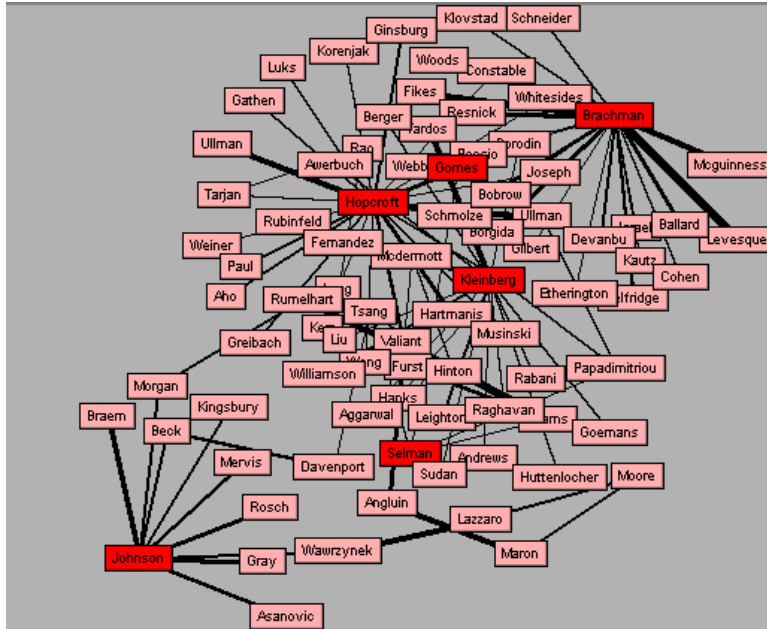 Klovstad
Schneider
Ginsburg
Korenjak
Woods
Constable
Luks
Fikes
Whitesides
Gathen
Berger
Resnick
Brachman
Ullman
Rao
Awerbuch
Webb
Gomes
Joseph
Mcguinness
Tarjan
Hopcroft
Bobrow
Schmolze
Ullman
Ballard
Rubinfeld
Borgida
Levesque
Weiner
Fernandez
Gilbert
Devanbu
Kautz
Paul
Mcdermott
Cohen
Aho
Kleinberg
Etherington
Rumelhart
Tsang
Hartmanis
Greibach
Liu
Valiant
Musinski
Wang
Furst
Papadimitriou
Williamson
Hinton
Rabani
Morgan
Hanks
Kingsbury
Braem
Aggarwal
Leighton
Raghavan
Beck
Goemans
Selman
Mervis
Davenport
Sudan
Andrews
Huttenlocher
Moore
Rosch
Angluin
Lazzaro
Johnson
Gray
Wawrzynek
Maron
Asanovic